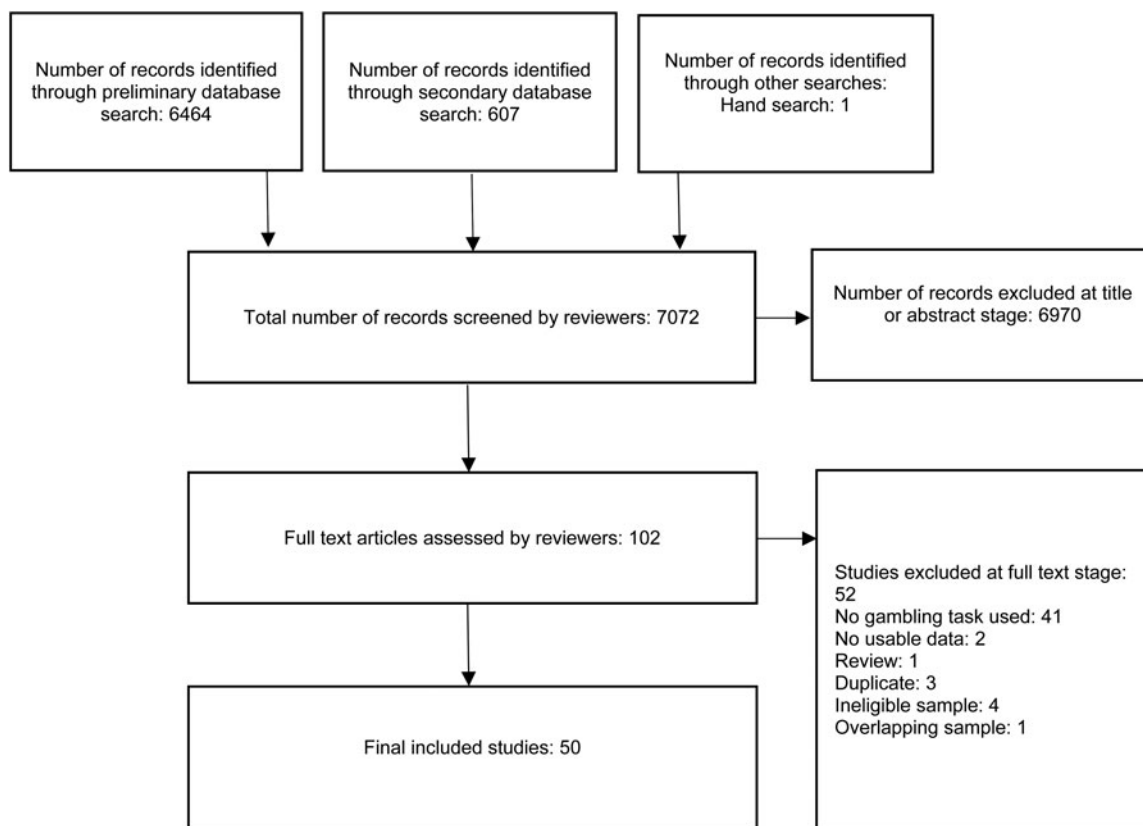 Number of records identified
through preliminary database
search: 6464
Number of records identified
through secondary database
search: 607
Number of records identified
through other searches:
Hand search: 1
Total number of records screened by reviewers: 7072
Number of records excluded at title
or abstract stage: 6970
Full text articles assessed by reviewers: 102
Studies excluded at full text stage:
52
No gambling task used: 41
No usable data: 2
Review: 1
Duplicate: 3
Ineligible sample: 4
Overlapping sample: 1
Final included studies: 50